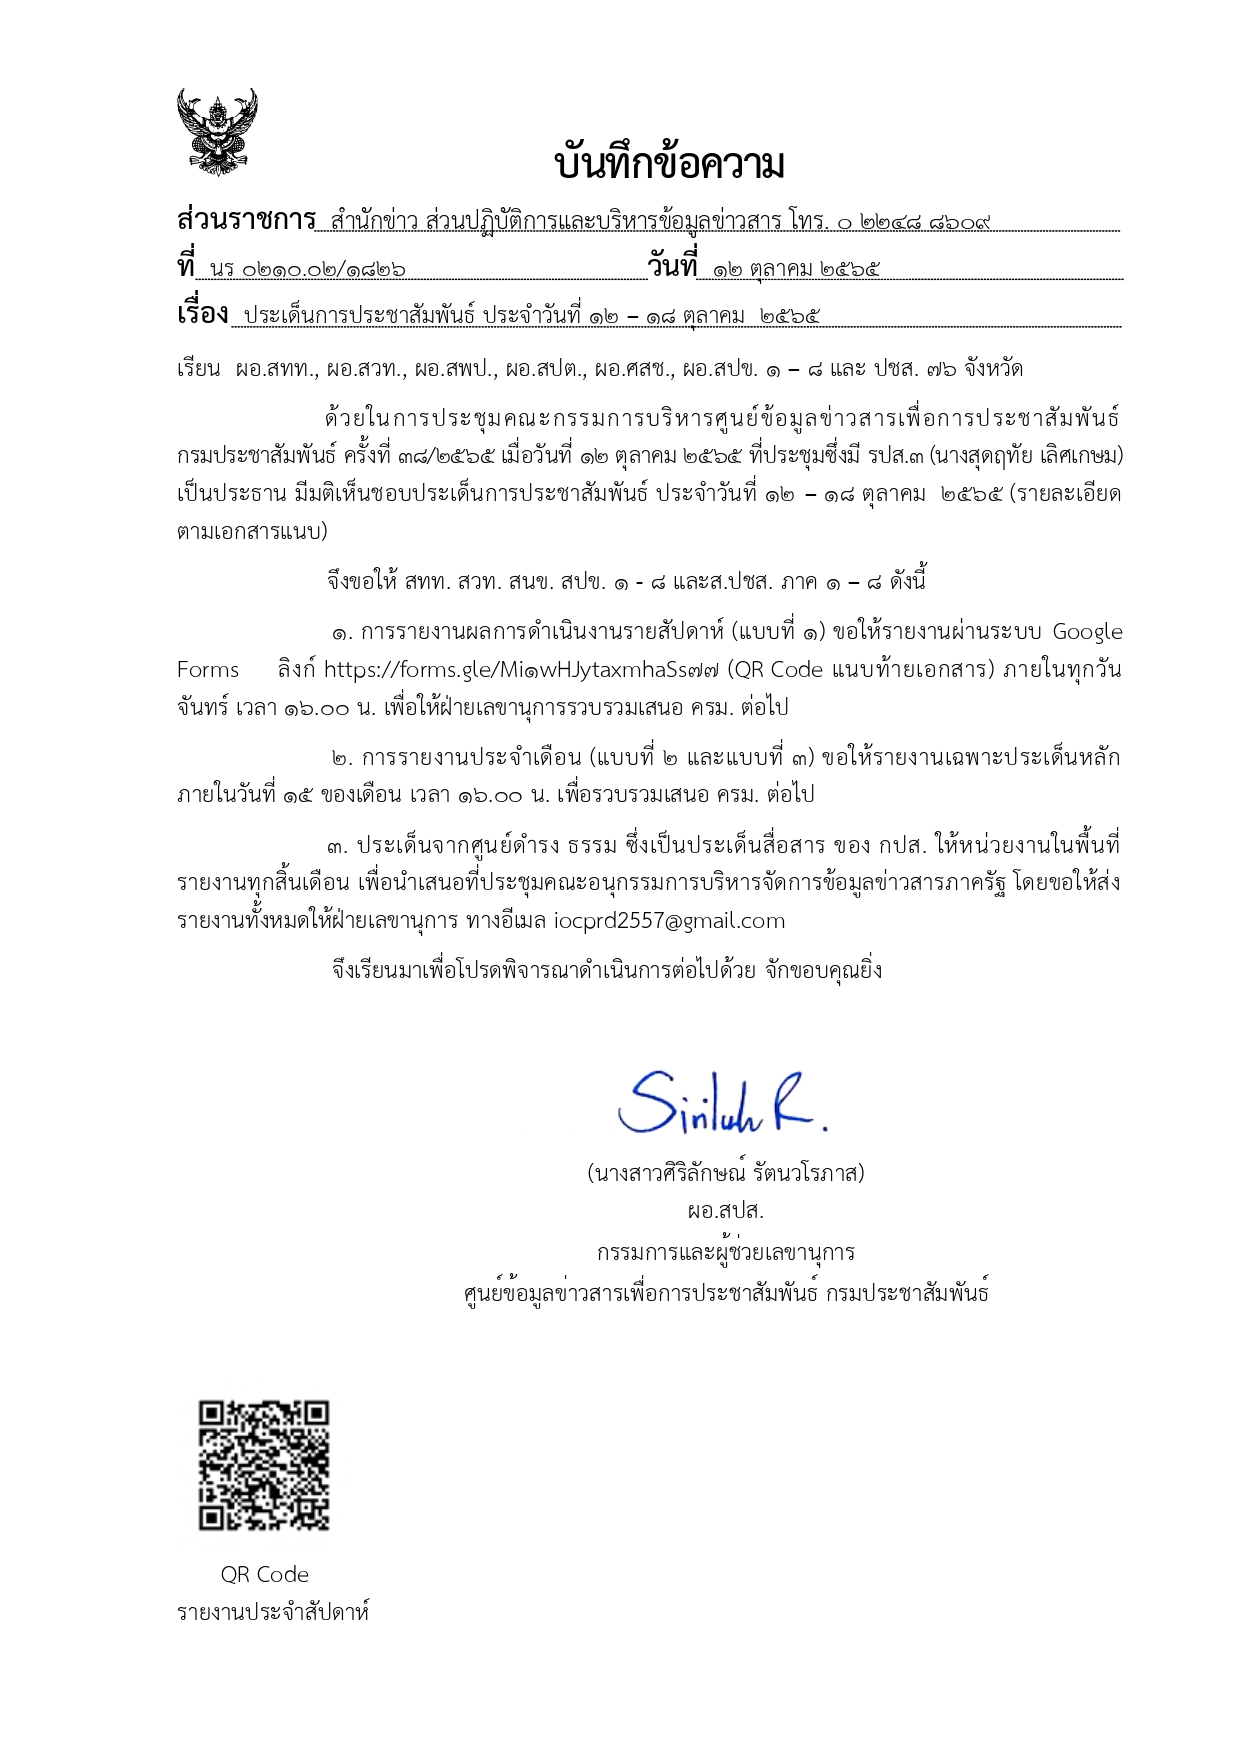 บันทึกข้อความ
ส่วนราชการ สำนักข่าว ส่วนปฏิบัติการและบริหารข้อมูลข่าวสาร โทร. ๐ ๒๒๔๘ ๘๖๐๙
ที่ นร ๐๒๑๐.๐๒/๑๘๒๖ วันที่ ๑๒ ตุลาคม ๒๕๖๕
เรื่อง ประเด็นการประชาสัมพันธ์ ประจำวันที่ ๑๒ – ๑๘ ตุลาคม ๒๕๖๕
เรียน ผอ.สทท., ผอ.สวท., ผอ.สพป., ผอ.สปต., ผอ.ศสช., ผอ.สปข. ๑ – ๘ และ ปชส. ๗๖ จังหวัด
ด้วยในการประชุมคณะกรรมการบริหารศูนย์ข้อมูลข่าวสารเพื่อการประชาสัมพันธ์
กรมประชาสัมพันธ์ ครั้งที่ ๓๘/๒๕๖๕ เมื่อวันที่ ๑๒ ตุลาคม ๒๕๖๕ ที่ประชุมซึ่งมี รปส.๓ (นางสุดฤทัย เลิศเกษม)
เป็นประธาน มีมติเห็นชอบประเด็นการประชาสัมพันธ์ ประจำวันที่ ๑๒ – ๑๘ ตุลาคม ๒๕๖๕ (รายละเอียด
ตามเอกสารแนบ)
จึงขอให้ สทท. สวท. สนข. สปข. ๑ - ๘ และส.ปชส. ภาค ๑ – ๘ ดังนี้
๑. การรายงานผลการดำเนินงานรายสัปดาห์ (แบบที่ ๑) ขอให้รายงานผ่านระบบ Google
Forms ลิงก์ https://forms.gle/Mi๑wHJytaxmhaSs๗๗ (QR Code แนบท้ายเอกสาร) ภายในทุกวัน
จันทร์ เวลา ๑๖.๐๐ น. เพื่อให้ฝ่ายเลขานุการรวบรวมเสนอ ครม. ต่อไป
๒. การรายงานประจำเดือน (แบบที่ ๒ และแบบที่ ๓) ขอให้รายงานเฉพาะประเด็นหลัก
ภายในวันที่ ๑๕ ของเดือน เวลา ๑๖.๐๐ น. เพื่อรวบรวมเสนอ ครม. ต่อไป
๓. ประเด็นจากศูนย์ดำรง ธรรม ซึ่งเป็นประเด็นสื่อสาร ของ กปส. ให้หน่วยงานในพื้นที่
รายงานทุกสิ้นเดือน เพื่อนำเสนอที่ประชุมคณะอนุกรรมการบริหารจัดการข้อมูลข่าวสารภาครัฐ โดยขอให้ส่ง
รายงานทั้งหมดให้ฝ่ายเลขานุการ ทางอีเมล iocprd2557@gmail.com
จึงเรียนมาเพื่อโปรดพิจารณาดำเนินการต่อไปด้วย จักขอบคุณยิ่ง
Siriluk R.
(นางสาวศิริลักษณ์ รัตนวโรภาส)
ผอ.สปส.
กรรมการและผู้ช่วยเลขานุการ
ศูนย์ข้อมูลข่าวสารเพื่อการประชาสัมพันธ์ กรมประชาสัมพันธ์
QR Code
รายงานประจำสัปดาห์